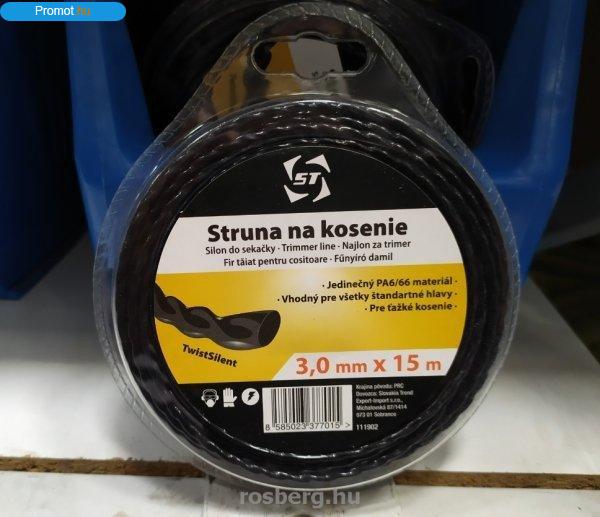 Promot.hu
ST
Struna na kosenie
Silon do sekačky · Trimmer line · Najlon za trimer
Fir tăiat pentru cositoare · Fűnyíró damil
· Jedinečný PA6/66 materiál ·
· Vhodný pre všetky štandartné hlavy ·
· Pre ťažké kosenie ·
TwistSilent
3,0 mm x 15 m
Krajina pôvodu: PRC
Dovozca: Slovakia Trend
Export-Import s.r.o.,
Michalovská 87/1414
073 01 Sobrance
111902
8 585023 377015 >
rosberg.hu